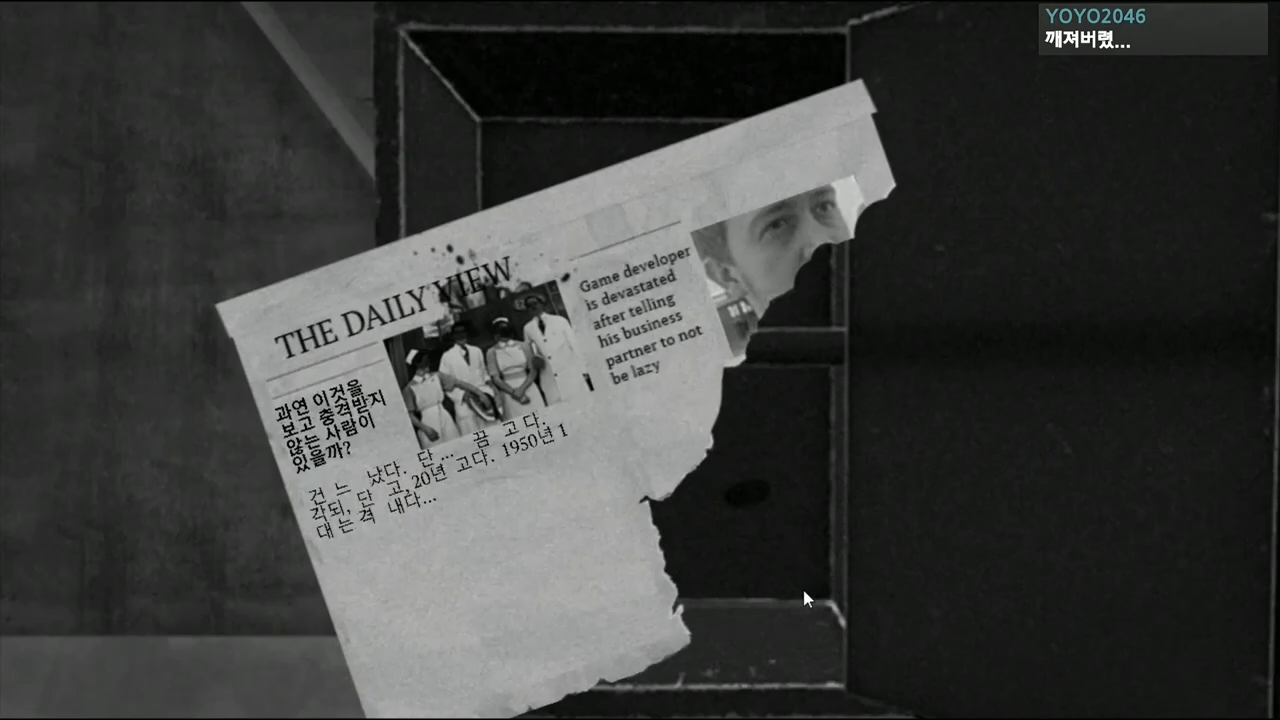 YOYO2046
깨져버렸...
THE DAILY VIEW
Game developer
is devastated
after telling
his business
partner to not
be lazy
과연 이것을
보고 충격받지
않는 사람이
있을까?
건 느 났다. 단... 끔 고다.
각되, 단 고, 20년 고다. 1950년 1
대 는 격 내다...